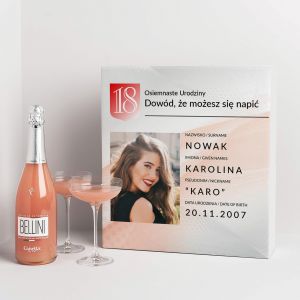 18
Osiemnaste Urodziny
Dowód, że możesz się napić
NAZWISKO / SURNAME
NOWAK
IMIONA / GIVEN NAMES
KAROLINA
PSEUDONIM / NICKNAME
"KARO"
DATA URODZENIA / DATE OF BIRTH
20.11.2007
BELLINI